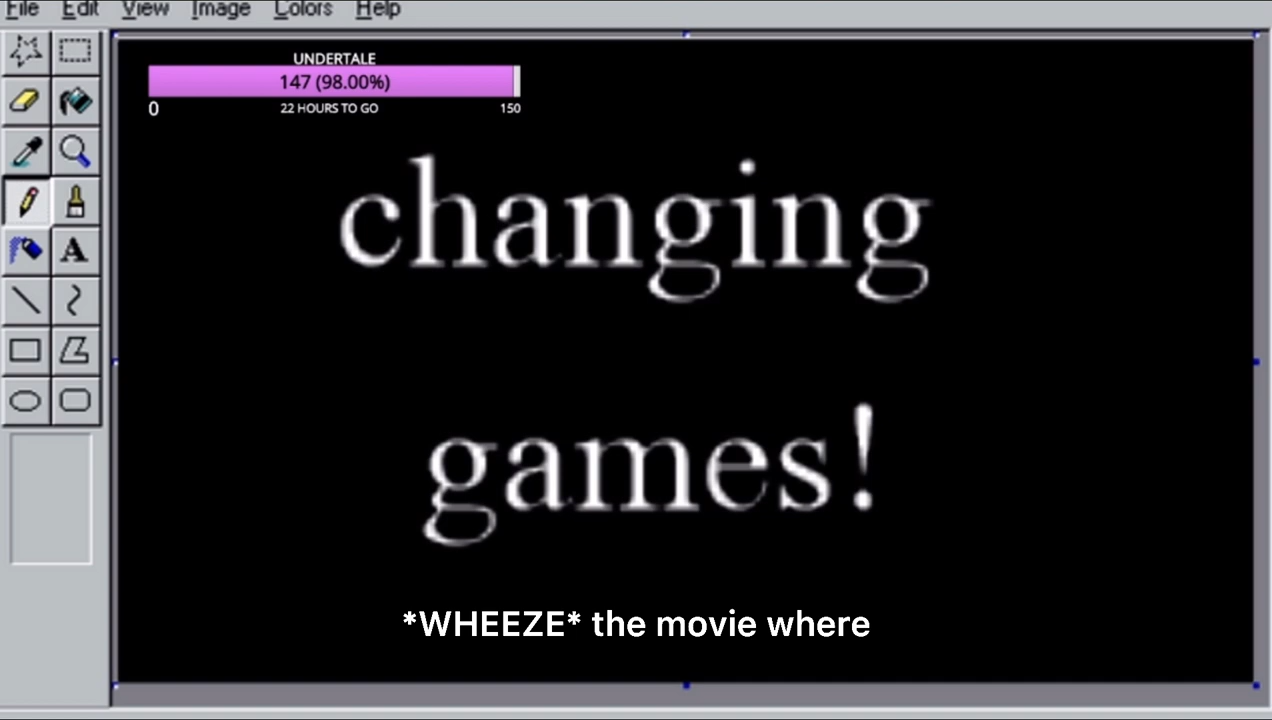 File Edit View Image Colors Help
UNDERTALE
147 (98.00%)
0 22 HOURS TO GO 150
changing
games!
A
*WHEEZE* the movie where